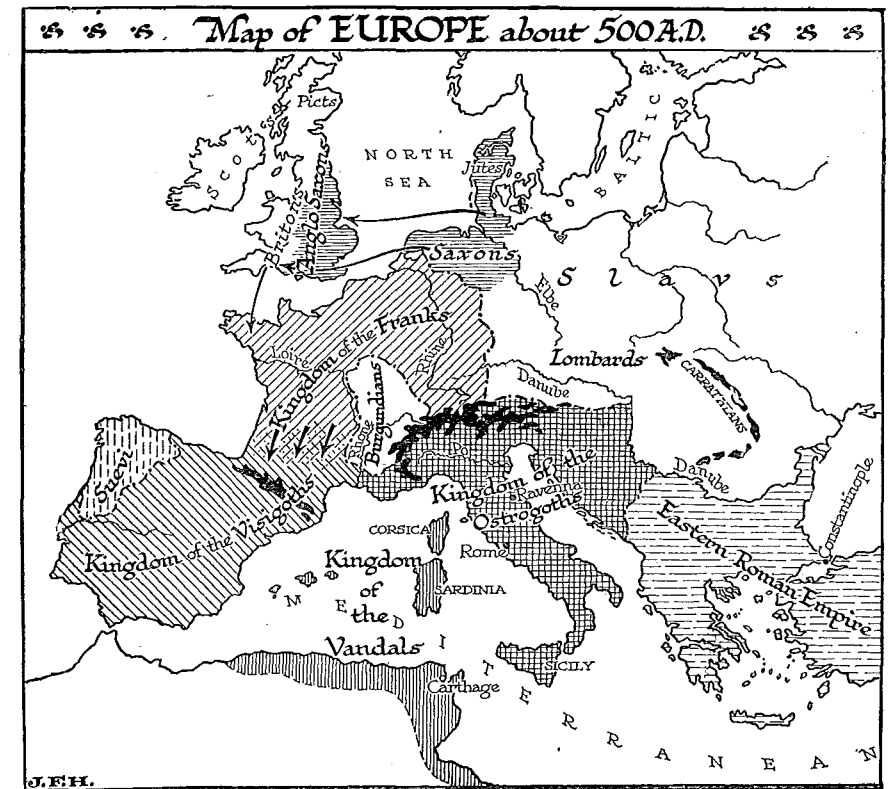 Map of EUROPE about 500 A.D.
Picts
Scots
NORTH
SEA
Jutes
BALTIC
Britons
Anglo Saxons
Saxons
Slavs
Elbe
Kingdom of the Franks
Loire
Rhine
Lombards
CARPATHIANS
Danube
Burgundians
Rhone
Po
Suevi
Kingdom of the Visigoths
Kingdom of the
Ostrogoths
Ravenna
Danube
Constantinople
Eastern Roman Empire
CORSICA
Rome
Kingdom
of
the
Vandals
SARDINIA
SICILY
Carthage
MEDITERRANEAN
J.F.H.